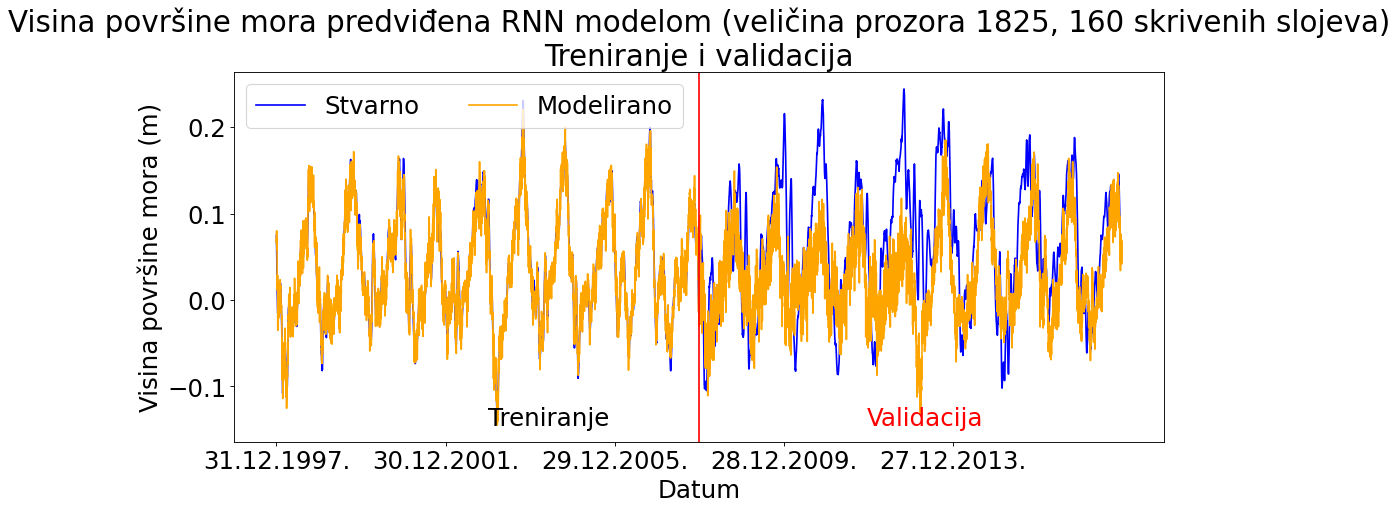 Visina površine mora predviđena RNN modelom (veličina prozora 1825, 160 skrivenih slojeva)
Treniranje i validacija
Stvarno
Modelirano
Visina površine mora (m)
0.2
0.1
0.0
−0.1
Treniranje
Validacija
31.12.1997.
30.12.2001.
29.12.2005.
28.12.2009.
27.12.2013.
Datum